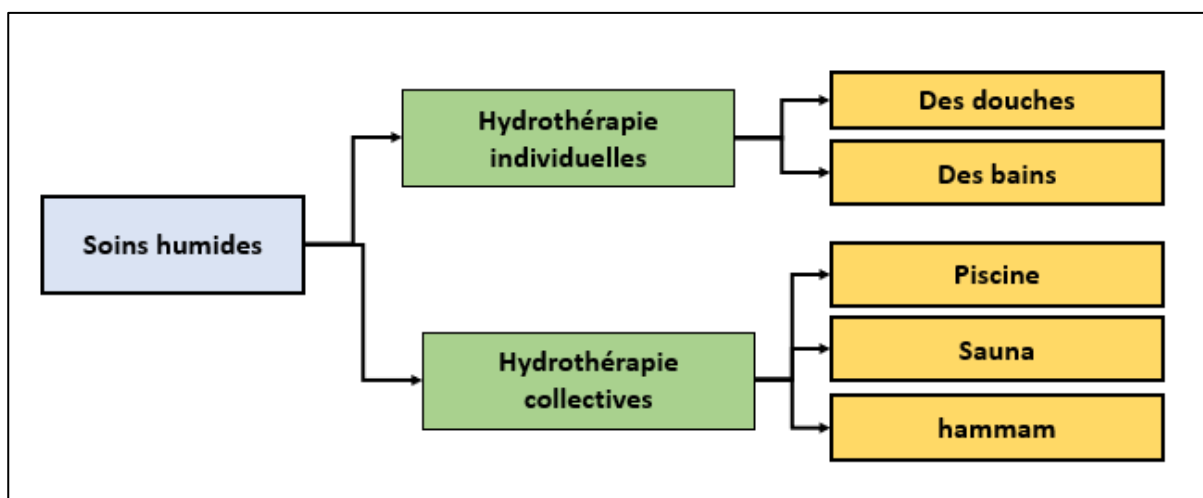 Soins humides
Hydrothérapie
individuelles
Des douches
Des bains
Hydrothérapie
collectives
Piscine
Sauna
hammam